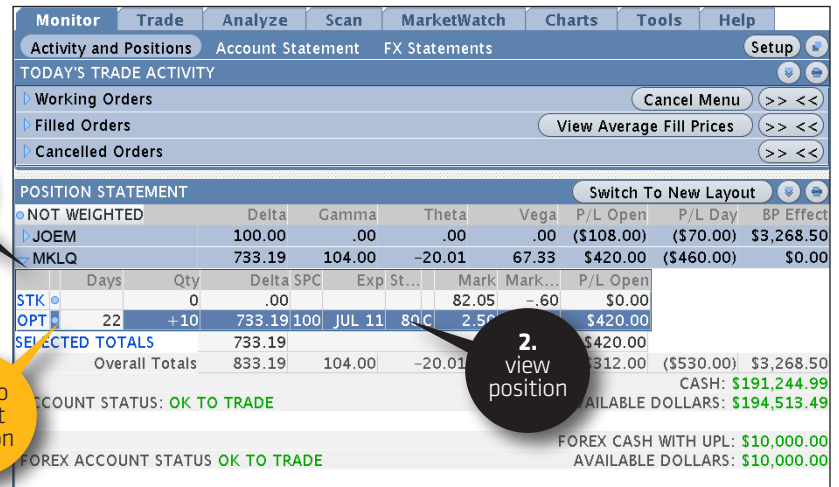 Monitor Trade Analyze Scan MarketWatch Charts Tools Help
Activity and Positions Account Statement FX Statements Setup
TODAY'S TRADE ACTIVITY
Working Orders Cancel Menu >> <<
Filled Orders View Average Fill Prices >> <<
Cancelled Orders >> <<
POSITION STATEMENT Switch To New Layout
NOT WEIGHTED Delta Gamma Theta Vega P/L Open P/L Day BP Effect
JOEM 100.00 .00 .00 .00 ($108.00) ($70.00) $3,268.50
MKLQ 733.19 104.00 -20.01 67.33 $420.00 ($460.00) $0.00
Days Qty Delta SPC Exp St... Mark Mark... P/L Open
STK 0 .00 82.05 -.60 $0.00
OPT 22 +10 733.19 100 JUL 11 80 C 2.50 $420.00
SELECTED TOTALS 733.19 $420.00
Overall Totals 833.19 104.00 -20.01 $312.00 ($530.00) $3,268.50
CASH: $191,244.99
ACCOUNT STATUS: OK TO TRADE AVAILABLE DOLLARS: $194,513.49
FOREX CASH WITH UPL: $10,000.00
FOREX ACCOUNT STATUS OK TO TRADE AVAILABLE DOLLARS: $10,000.00
2.
view
position